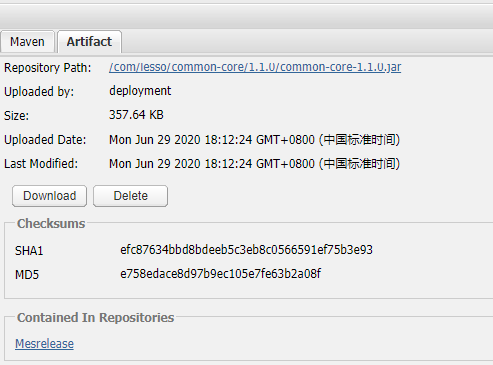 Maven Artifact
Repository Path: /com/lesso/common-core/1.1.0/common-core-1.1.0.jar
Uploaded by: deployment
Size: 357.64 KB
Uploaded Date: Mon Jun 29 2020 18:12:24 GMT+0800 (中国标准时间)
Last Modified: Mon Jun 29 2020 18:12:24 GMT+0800 (中国标准时间)
Download Delete
Checksums
SHA1 efc87634bbd8bdeeb5c3eb8c0566591ef75b3e93
MD5 e758edace8d97b9ec105e7fe63b2a08f
Contained In Repositories
Mesrelease